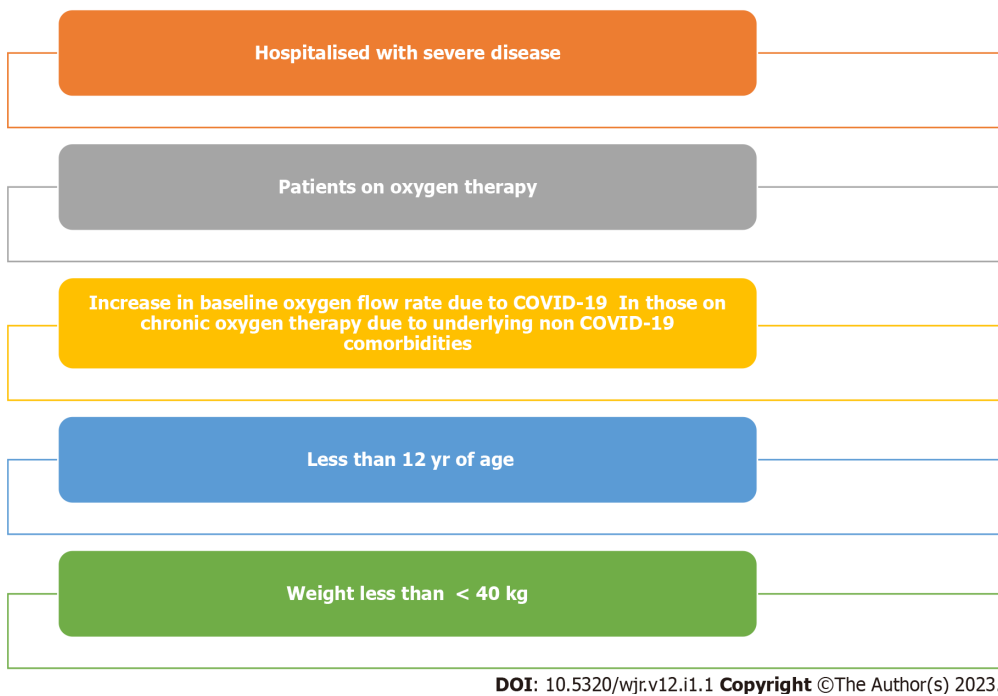 Hospitalised with severe disease
Patients on oxygen therapy
Increase in baseline oxygen flow rate due to COVID-19  In those on
chronic oxygen therapy due to underlying non COVID-19
comorbidities
Less than 12 yr of age
Weight less than  < 40 kg
DOI: 10.5320/wjr.v12.i1.1 Copyright ©The Author(s) 2023.